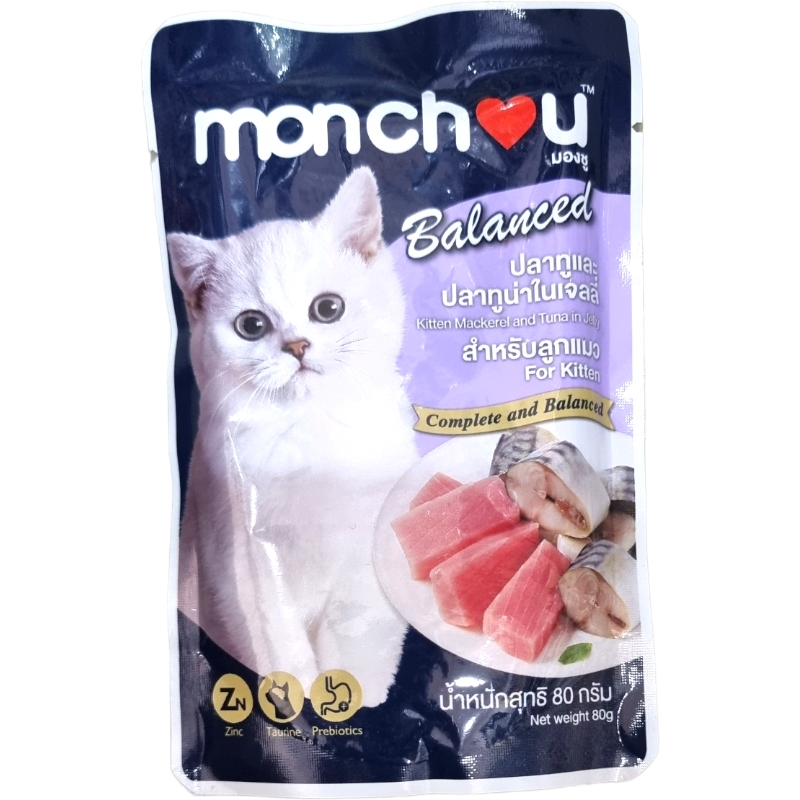 monchou™
มองชู
Balanced
ปลาทูและ
ปลาทูน่าในเจลลี่
Kitten Mackerel and Tuna in Jelly
สำหรับลูกแมว
For Kitten
Complete and Balanced
ZN
Zinc
Taurine
Prebiotics
น้ำหนักสุทธิ 80 กรัม
Net weight 80g